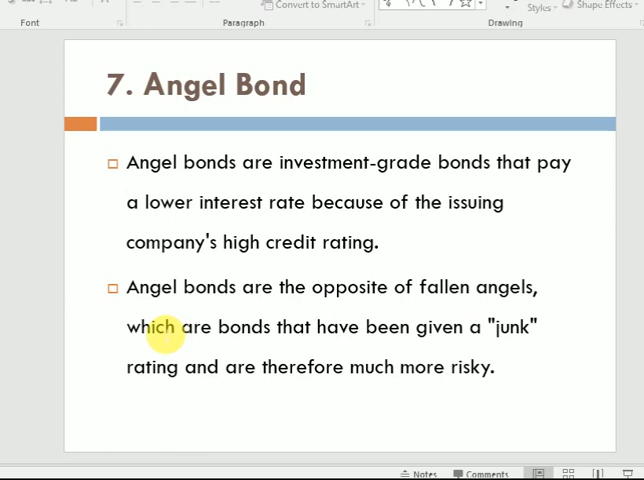 Convert to SmartArt
Shape Effects
Styles
Font
Paragraph
Drawing
7. Angel Bond
Angel bonds are investment-grade bonds that pay
a lower interest rate because of the issuing
company's high credit rating.
Angel bonds are the opposite of fallen angels,
which are bonds that have been given a "junk"
rating and are therefore much more risky.
Notes
Comments